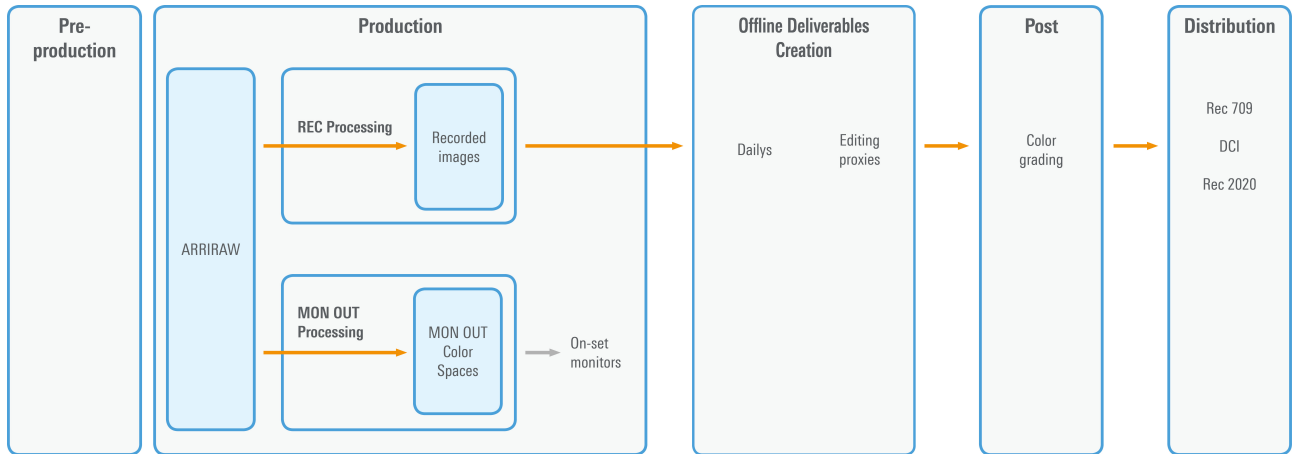 Pre-
production
Production
REC Processing
Recorded
images
ARRIRAW
MON OUT
Processing
MON OUT
Color
Spaces
On-set
monitors
Offline Deliverables
Creation
Dailys
Editing
proxies
Post
Color
grading
Distribution
Rec 709
DCI
Rec 2020